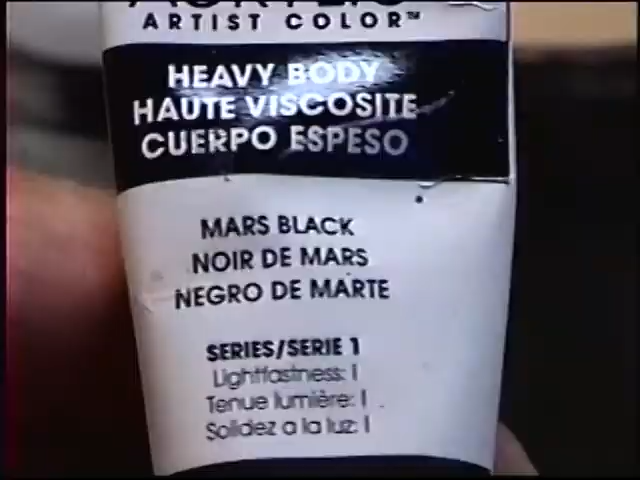 ACRYLIC
ARTIST COLOR™
HEAVY BODY
HAUTE VISCOSITE
CUERPO ESPESO
MARS BLACK
NOIR DE MARS
NEGRO DE MARTE
SERIES/SERIE 1
Lightfastness: I
Tenue lumière: I
Solidez a la luz: I